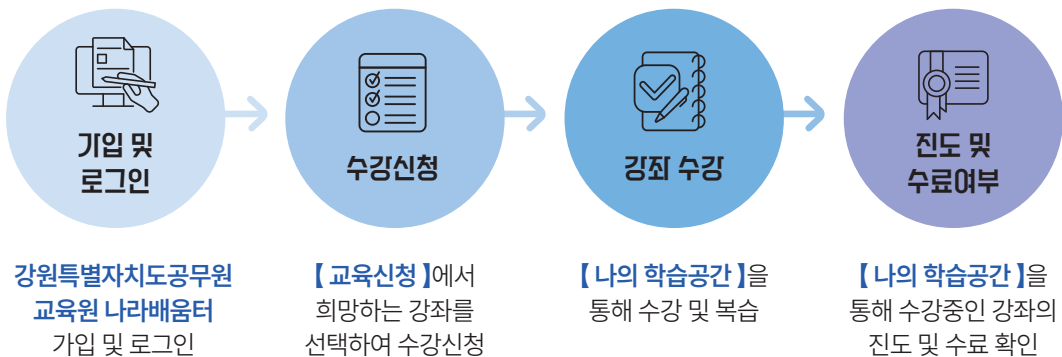 가입 및
로그인
수강신청
강좌 수강
진도 및
수료여부
강원특별자치도공무원
교육원 나라배움터
가입 및 로그인
【 교육신청 】에서
희망하는 강좌를
선택하여 수강신청
【 나의 학습공간 】을
통해 수강 및 복습
【 나의 학습공간 】을
통해 수강중인 강좌의
진도 및 수료 확인